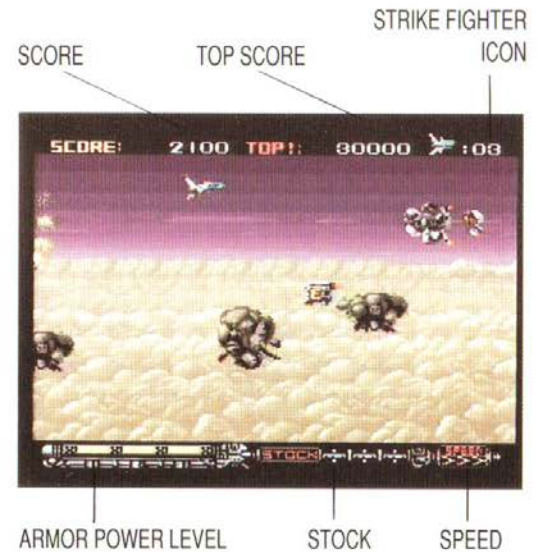 STRIKE FIGHTER
SCORE TOP SCORE ICON
SCORE: 2100 TOP!: 30000 :03
STOCK SPEED
ARMOR POWER LEVEL STOCK SPEED